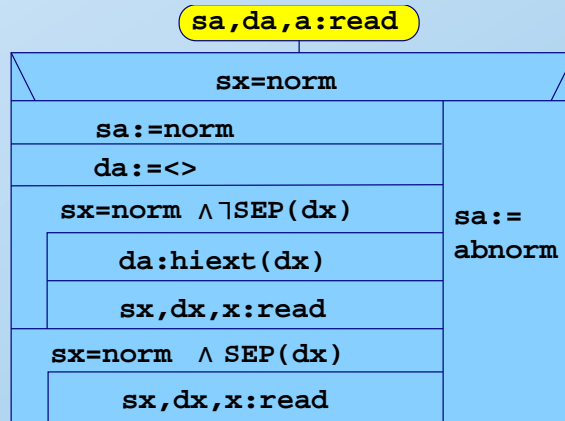 sa,da,a:read
sx=norm
sa:=norm
da:=<>
sx=norm ∧ ㄱSEP(dx)
da:hiext(dx)
sx,dx,x:read
sx=norm ∧ SEP(dx)
sx,dx,x:read
sa:=
abnorm